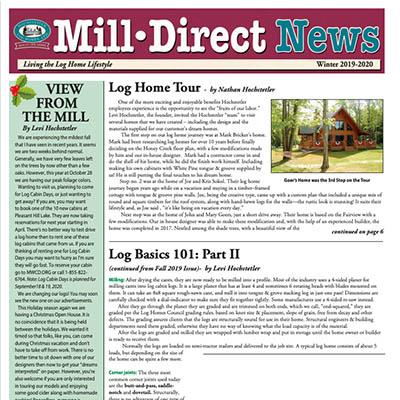 Mill•Direct News
Living the Log Home Lifestyle
Winter 2019-2020
VIEW
FROM
THE MILL
By Levi Hochstetler
We are experiencing the mildest fall
that I have seen in recent years. It seems
we are two weeks behind normal.
Generally, we have very few leaves left
on the trees by now other than a few
oaks. However, this year at October 28
we are having our peak foliage colors.
Wanting to visit us, planning to come
for Log Cabin Days, or just wanting to
get away? If you are, you may want
to book one of the 10 new cabins at
Pleasant Hill Lake. They are now taking
reservations for next year starting in
April. There's no better way to test drive
a log home than to rent one of these
log cabins that came from us. If you are
thinking of renting one for Log Cabin
Days you may want to hurry as I'm sure
they will go fast. To reserve your cabin
go to MWCD.ORG or call 1-855-822-
6764. Note: Log Cabin Days is planned for
September 18 & 19, 2020.
We are changing our logo! You may soon
see the new one on our advertisements.
This Holiday season again we are
having a Christmas Open House. It is
no coincidence that it is being held
between the holidays. We wanted it
timed so that folks, like you, can come
during Christmas vacation and don't
have to take off from work. There is no
better time to sit down with one of our
designers then now to get your "dreams
interpreted" on paper. However, you're
also welcome if you are only interested
in touring our models and enjoying
some good cider along with homemade
Log Home Tour - by Nathan Hochstetler
One of the more exciting and enjoyable benefits Hochstetler
employees experience is the opportunity to see the "fruits of our labor."
Levi Hochstetler, the founder, invited the Hochstetler "team" to visit
several homes that we have created – including the design and the
materials supplied for our customer's dream homes.
The first stop on our log home journey was at Mark Bricker's home.
Mark had been researching log homes for over 10 years before finally
deciding on the Honey Creek floor plan, with a few modifications made
by him and our in-house designer. Mark had a contractor come in and
do the shell of his home, while he did the finish work himself. Including
making his own cabinets with White Pine tongue & groove supplied by
us! He is still putting the final touches to his dream home.
Stop no. 2 was at the home of Joe and Kris Sokol. Their log home
journey began years ago while on a vacation and staying in a timber-framed
cottage with tongue & groove pine walls. Joe, being the creative type, came up with a custom plan that included a unique mix of
round and square timbers for the roof system, along with hand-hewn logs for the walls—the rustic look is stunning! It suits their
lifestyle and, as Joe said, "it's like being on vacation every day."
Next stop was at the home of John and Mary Goers, just a short drive away. Their home is based on the Fairview with a
few modifications. Our in house designer was able to make these modifications and, with the help of an experienced builder, the
home was completed in 2017. Nestled among the shade trees, with a beautiful view of the
Goer's Home was the 3rd Stop on the Tour
continued on page 6
Log Basics 101: Part II
(continued from Fall 2019 Issue)- by Levi Hochstetler
Milling: After drying the cants, they are now ready to be milled into a profile. Most of the industry uses a 4-sided planer for
milling cants into log cabin logs. It is a large planer that has at least 4 and sometimes 6 rotating heads with blades mounted on
them. It can take an 8x8 square rough-sawn cant, and mill it into tongue & grove stacking log in just one pass! Dimensions are
carefully checked with a dial-indicator to make sure they fit together tightly. Some manufacturers use a 4-sided to save instead.
After they go through the planer they are graded and are trimmed on both ends, which we call, "end-squared," they are
graded per the Log Homes Council grading rules, based on knot size & placement, slope of grain, free from decay and other
defects. The grading assures clients that the logs are structurally sound for use in their home. Structural engineers & building
departments need them graded, otherwise they have no way of knowing what the load capacity is of the material.
After the logs are graded and milled they are wrapped with lumber wrap and put in storage until the home owner or builder
is ready to receive them.
Normally the logs are loaded on semi-tractor trailers and delivered to the job site. A typical log home consists of about 5
loads, but depending on the size of
the home can be quite a few more.
Corner Joints: The three most
common corner joints used today
are the butt-and-pass, saddle-
notch and dovetail. Structurally,
there is no advantage of one type of